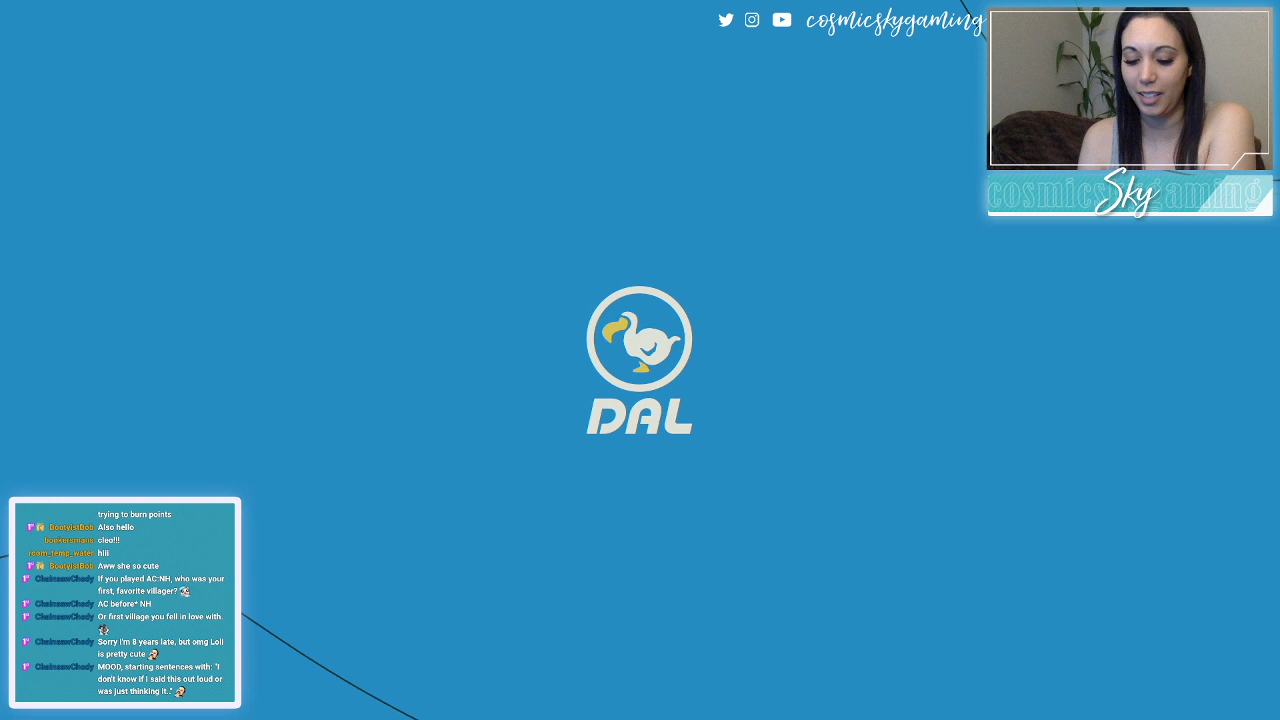 cosmicskygaming
cosmicskygaming
Sky
DAL
trying to burn points
BootyistBob Also hello
bookersmans cleo!!!
room_temp_water hiii
BootyistBob Aww she so cute
ChainsawChady If you played AC:NH, who was your
first, favorite villager?
ChainsawChady AC before* NH
ChainsawChady Or first village you fell in love with.
ChainsawChady Sorry I'm 8 years late, but omg Loli
is pretty cute
ChainsawChady MOOD, starting sentences with: "I
don't know if I said this out loud or
was just thinking it.."